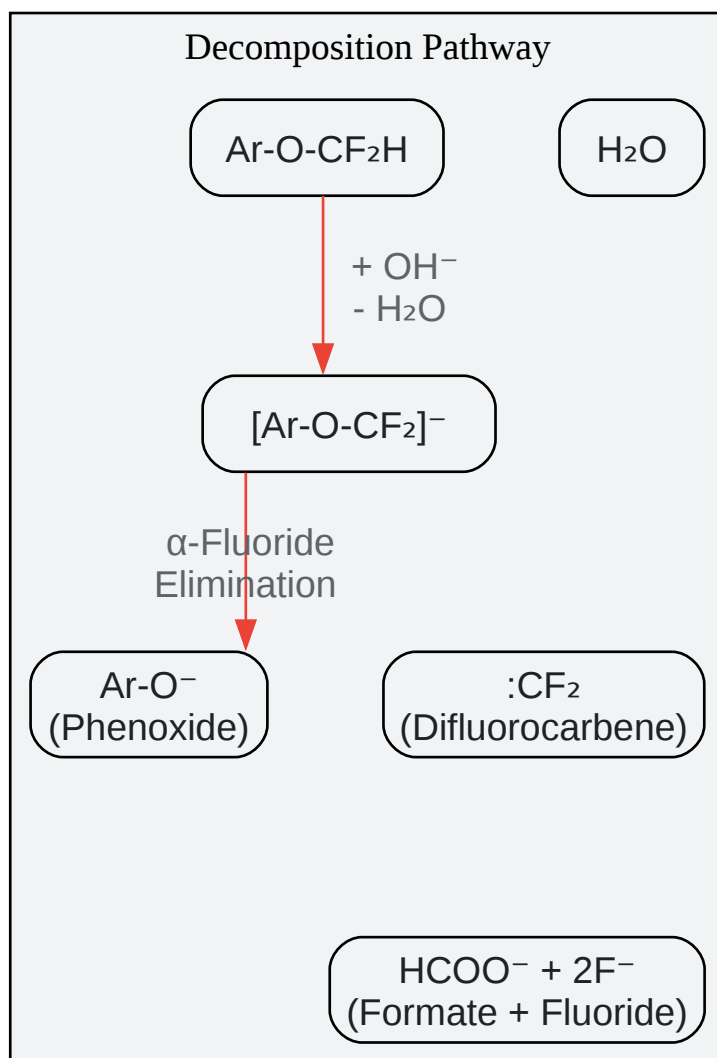 Decomposition Pathway
Ar-O-CF₂H
H₂O
+ OH⁻
- H₂O
[Ar-O-CF₂]⁻
α-Fluoride
Elimination
Ar-O⁻
(Phenoxide)
:CF₂
(Difluorocarbene)
HCOO⁻ + 2F⁻
(Formate + Fluoride)